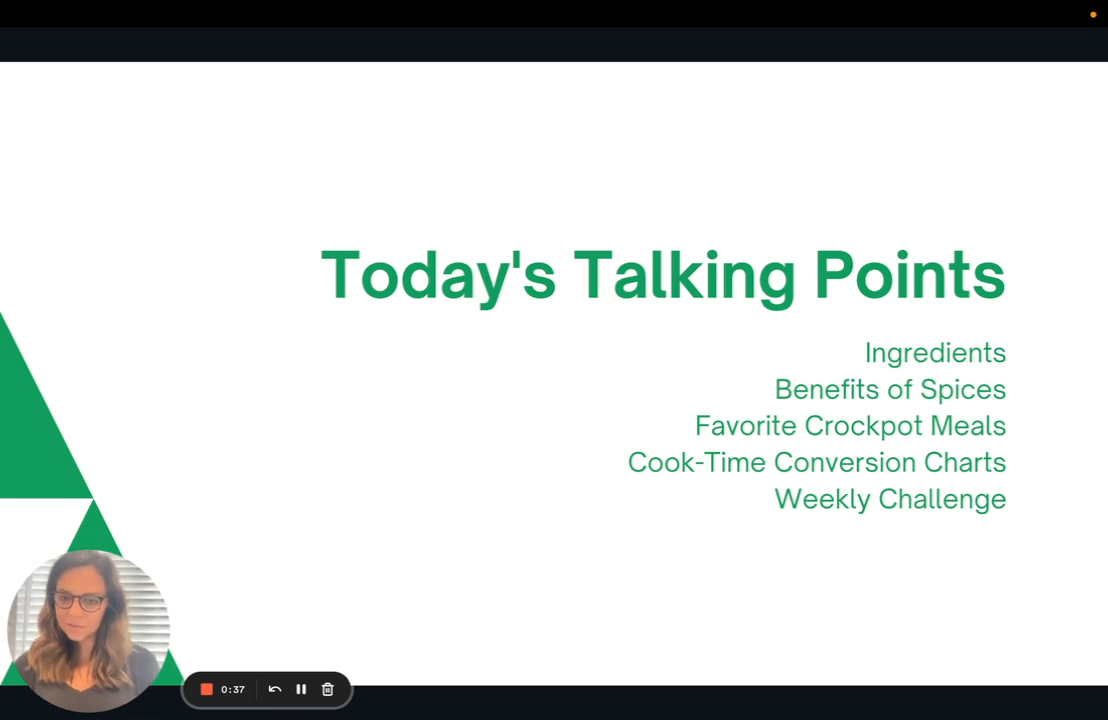 Today's Talking Points
Ingredients
Benefits of Spices
Favorite Crockpot Meals
Cook-Time Conversion Charts
Weekly Challenge
0:37